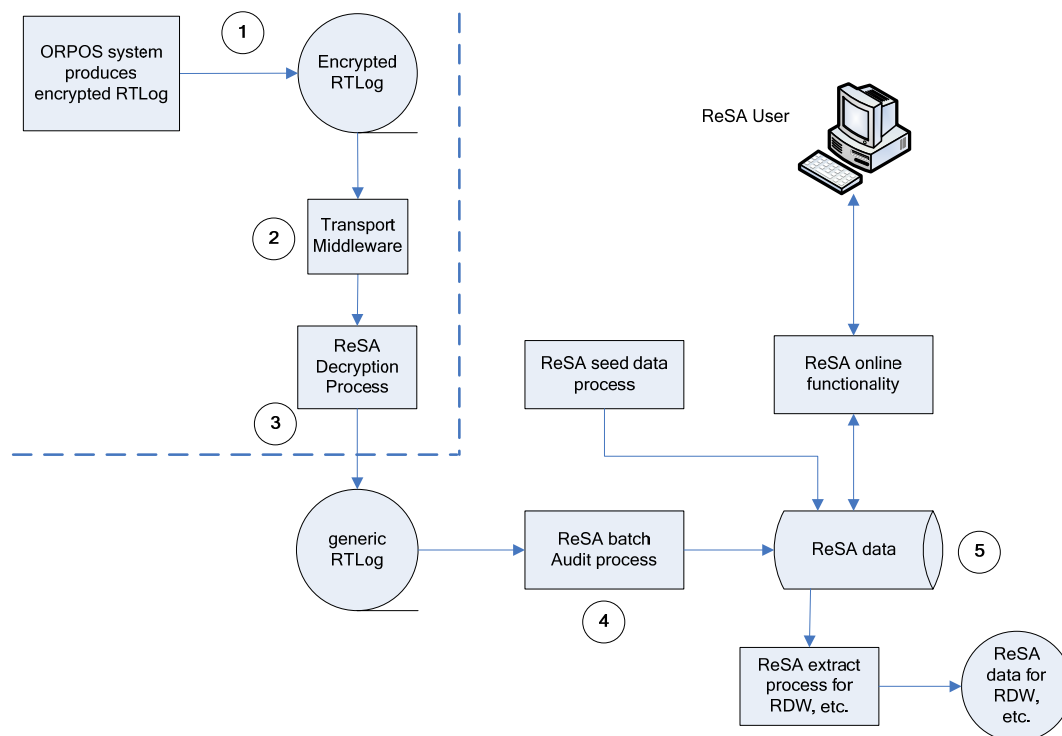 1
ORPOS system
produces
encrypted RTLog
Encrypted
RTLog
ReSA User
2
Transport
Middleware
ReSA
Decryption
Process
3
ReSA seed data
process
ReSA online
functionality
generic
RTLog
ReSA batch
Audit process
ReSA data
5
4
ReSA extract
process for
RDW, etc.
ReSA
data for
RDW,
etc.